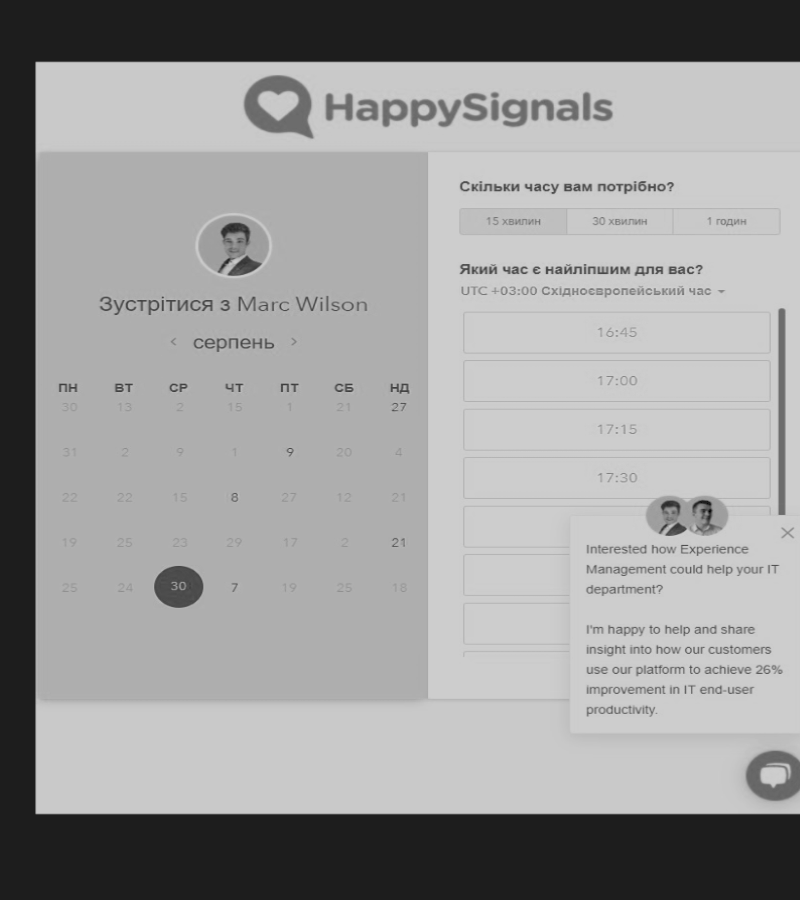 HappySignals
Зустрітися з Marc Wilson
серпень
ПН ВТ СР ЧТ ПТ СБ НД
30 13 2 15 1 21 27
31 2 9 1 9 20 4
22 22 15 8 27 12 21
19 25 23 29 17 2 21
25 24 30 7 19 25 18
Скільки часу вам потрібно?
15 хвилин 30 хвилин 1 годин
Який час є найліпшим для вас?
UTC +03:00 Східноєвропейський час
16:45
17:00
17:15
17:30
Interested how Experience
Management could help your IT
department?
I'm happy to help and share
insight into how our customers
use our platform to achieve 26%
improvement in IT end-user
productivity.